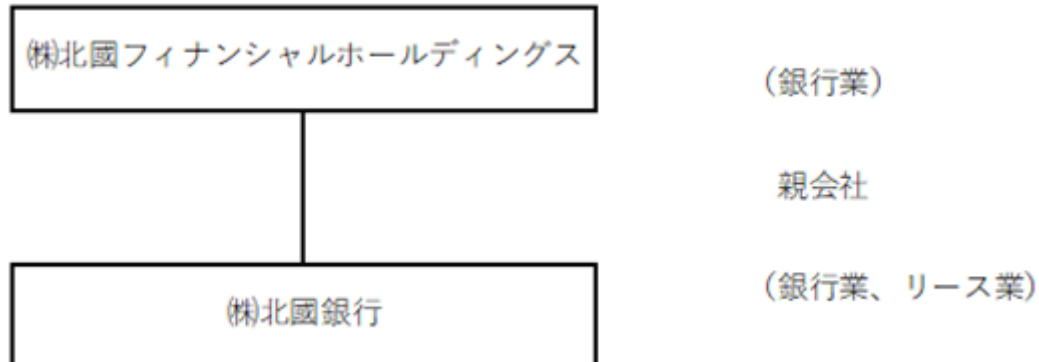 ㈱北國フィナンシャルホールディングス
（銀行業）
親会社
（銀行業、リース業）
㈱北國銀行